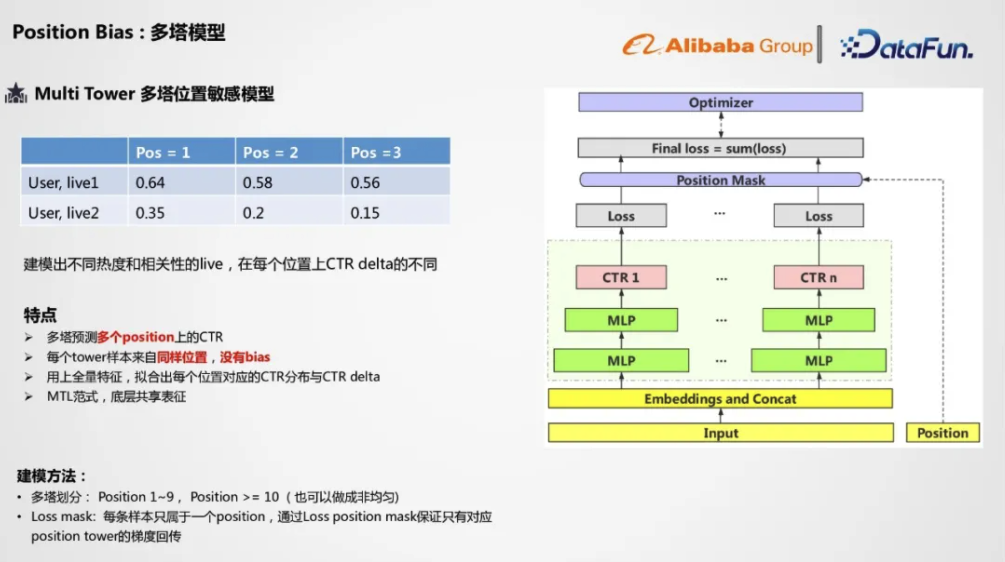 Position Bias : 多塔模型
Alibaba Group
DataFun.
Multi Tower 多塔位置敏感模型
Pos = 1 Pos = 2 Pos =3
User, live1 0.64 0.58 0.56
User, live2 0.35 0.2 0.15
建模出不同热度和相关性的live，在每个位置上CTR delta的不同
特点
多塔预测多个position上的CTR
每个tower样本来自同样位置，没有bias
用上全量特征，拟合出每个位置对应的CTR分布与CTR delta
MTL范式，底层共享表征
建模方法：
• 多塔划分： Position 1~9， Position >= 10（也可以做成非均匀)
• Loss mask: 每条样本只属于一个position，通过Loss position mask保证只有对应
position tower的梯度回传
Optimizer
Final loss = sum(loss)
Position Mask
Loss ... Loss
CTR 1 ... CTR n
MLP ... MLP
MLP ... MLP
Embeddings and Concat
Input Position